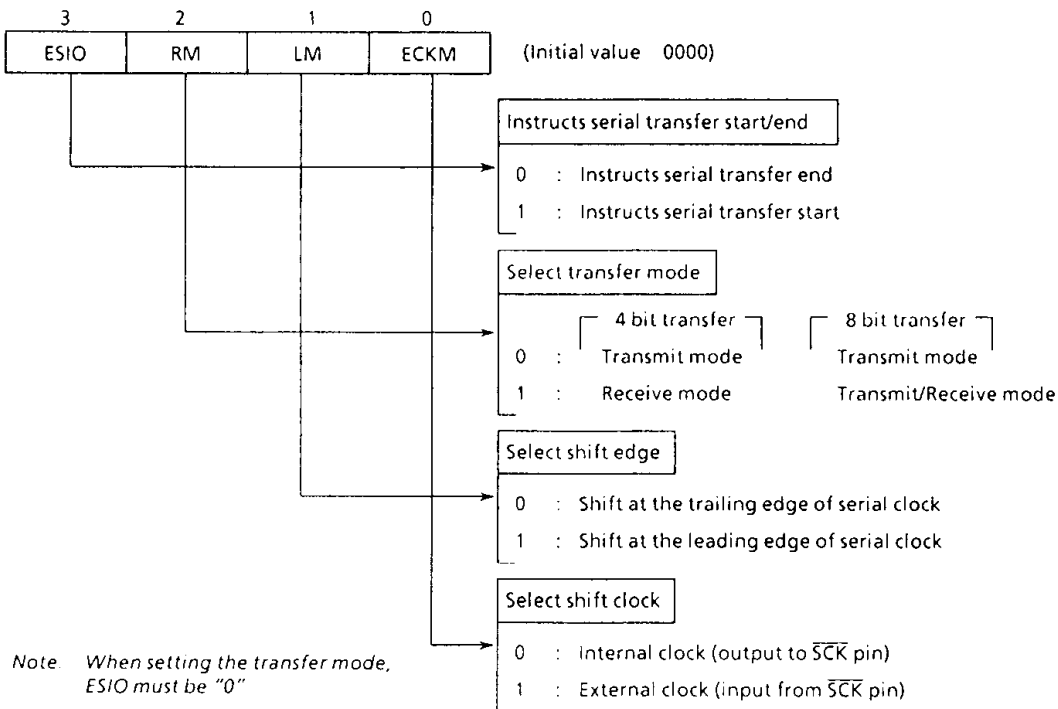 3 2 1 0
ESIO RM LM ECKM (Initial value 0000)
Instructs serial transfer start/end
0 : Instructs serial transfer end
1 : Instructs serial transfer start
Select transfer mode
4 bit transfer 8 bit transfer
0 : Transmit mode Transmit mode
1 : Receive mode Transmit/Receive mode
Select shift edge
0 : Shift at the trailing edge of serial clock
1 : Shift at the leading edge of serial clock
Select shift clock
0 : Internal clock (output to S̅C̅K̅ pin)
1 : External clock (input from S̅C̅K̅ pin)
Note. When setting the transfer mode,
ESIO must be "0"